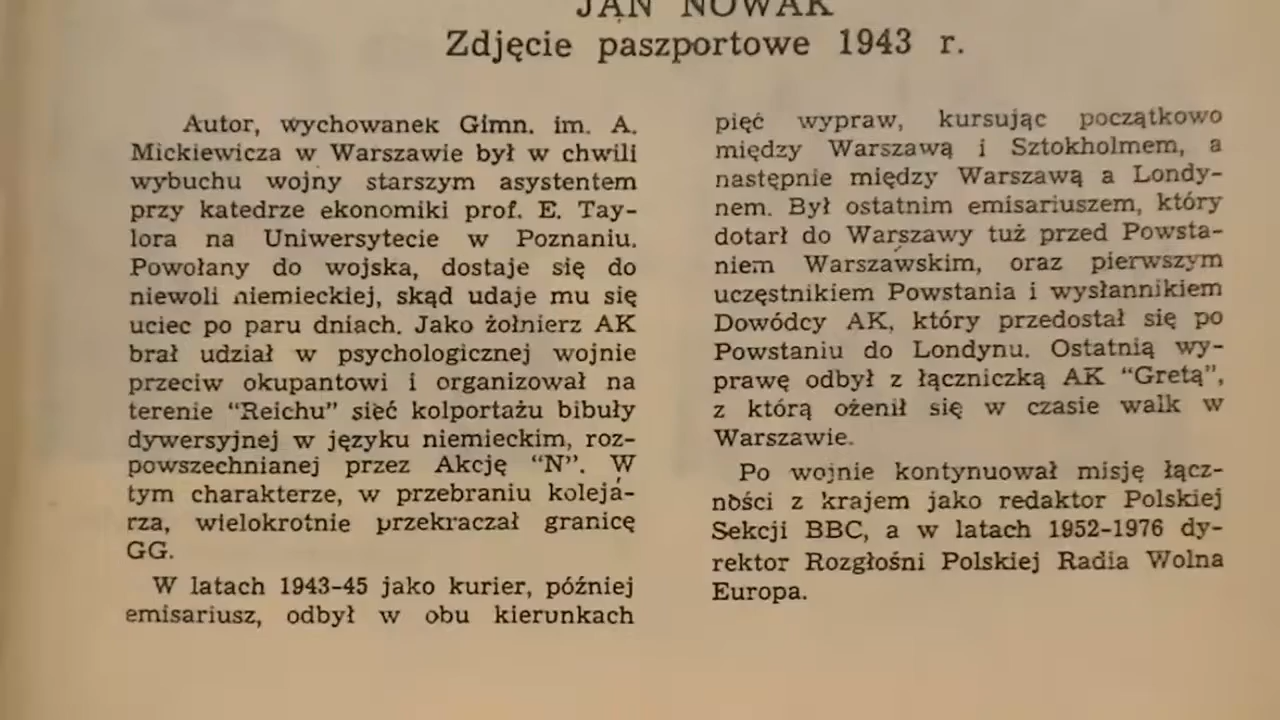 JAN NOWAK
Zdjęcie paszportowe 1943 r.
Autor, wychowanek Gimn. im. A.
Mickiewicza w Warszawie był w chwili
wybuchu wojny starszym asystentem
przy katedrze ekonomiki prof. E. Tay-
lora na Uniwersytecie w Poznaniu.
Powołany do wojska, dostaje się do
niewoli niemieckiej, skąd udaje mu się
uciec po paru dniach. Jako żołnierz AK
brał udział w psychologicznej wojnie
przeciw okupantowi i organizował na
terenie “Reichu” sieć kolportażu bibuły
dywersyjnej w języku niemieckim, roz-
powszechnianej przez Akcję “N”. W
tym charakterze, w przebraniu kolejá-
rza, wielokrotnie przekraczał granicę
GG.
W latach 1943-45 jako kurier, później
emisariusz, odbył w obu kierunkach
pięć wypraw, kursując początkowo
między Warszawą i Sztokholmem, a
następnie między Warszawą a Londy-
nem. Był ostatnim emisariuszem, który
dotarł do Warszawy tuż przed Powsta-
niem Warszawskim, oraz pierwszym
uczęstnikiem Powstania i wysłannikiem
Dowódcy AK, który przedostał się po
Powstaniu do Londynu. Ostatnią wy-
prawę odbył z łączniczką AK “Gretą”,
z którą ożenił się w czasie walk w
Warszawie.
Po wojnie kontynuował misję łącz-
ności z krajem jako redaktor Polskiej
Sekcji BBC, a w latach 1952-1976 dy-
rektor Rozgłośni Polskiej Radia Wolna
Europa.